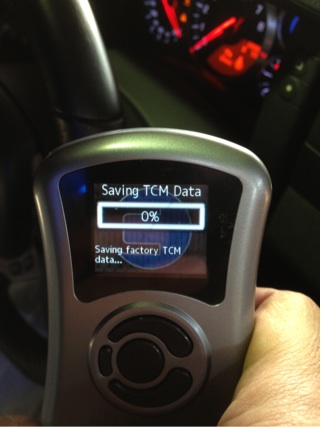 Saving TCM Data
0%
Saving factory TCM
data...